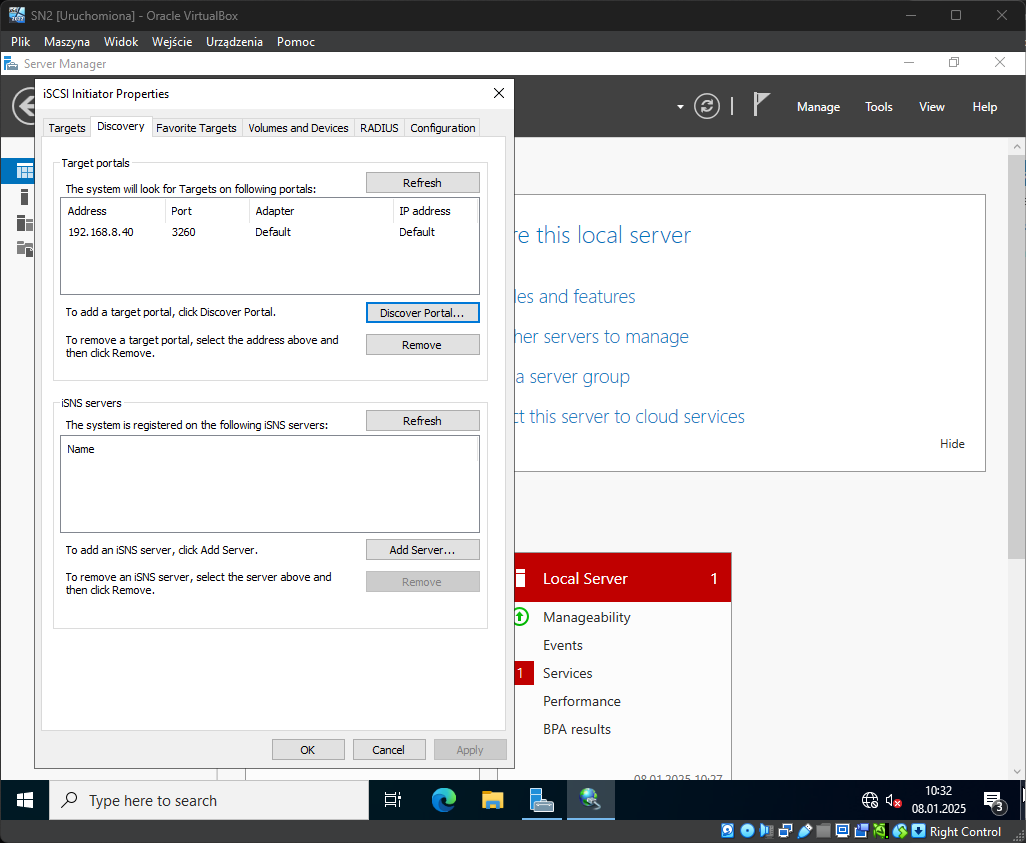 SN2 [Uruchomiona] - Oracle VirtualBox
Plik Maszyna Widok Wejście Urządzenia Pomoc
Server Manager
iSCSI Initiator Properties
Manage Tools View Help
Targets Discovery Favorite Targets Volumes and Devices RADIUS Configuration
Target portals
The system will look for Targets on following portals:
Refresh
Address Port Adapter IP address
192.168.8.40 3260 Default Default
To add a target portal, click Discover Portal.
Discover Portal...
To remove a target portal, select the address above and
then click Remove.
Remove
iSNS servers
The system is registered on the following iSNS servers:
Refresh
Name
To add an iSNS server, click Add Server.
Add Server...
To remove an iSNS server, select the server above and
then click Remove.
Remove
OK Cancel Apply
re this local server
les and features
her servers to manage
a server group
ct this server to cloud services
Hide
Local Server 1
Manageability
Events
1 Services
Performance
BPA results
08.01.2025 10:27
Type here to search
10:32
08.01.2025
3
Right Control